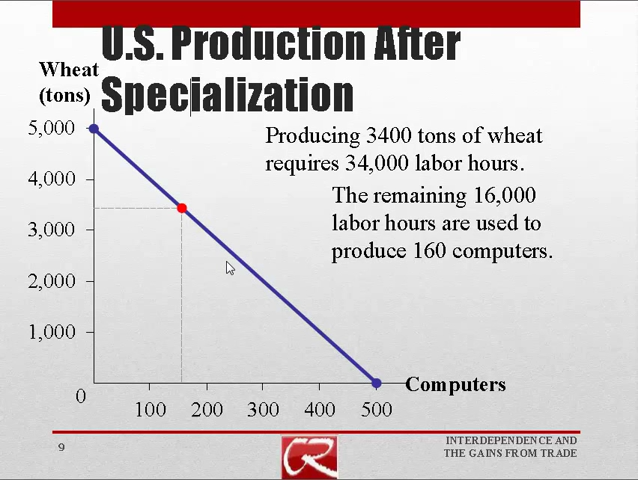 U.S. Production After
Specialization
Wheat
(tons)
5,000
4,000
3,000
2,000
1,000
0
100 200 300 400 500
Computers
Producing 3400 tons of wheat
requires 34,000 labor hours.
The remaining 16,000
labor hours are used to
produce 160 computers.
9
CR
INTERDEPENDENCE AND
THE GAINS FROM TRADE